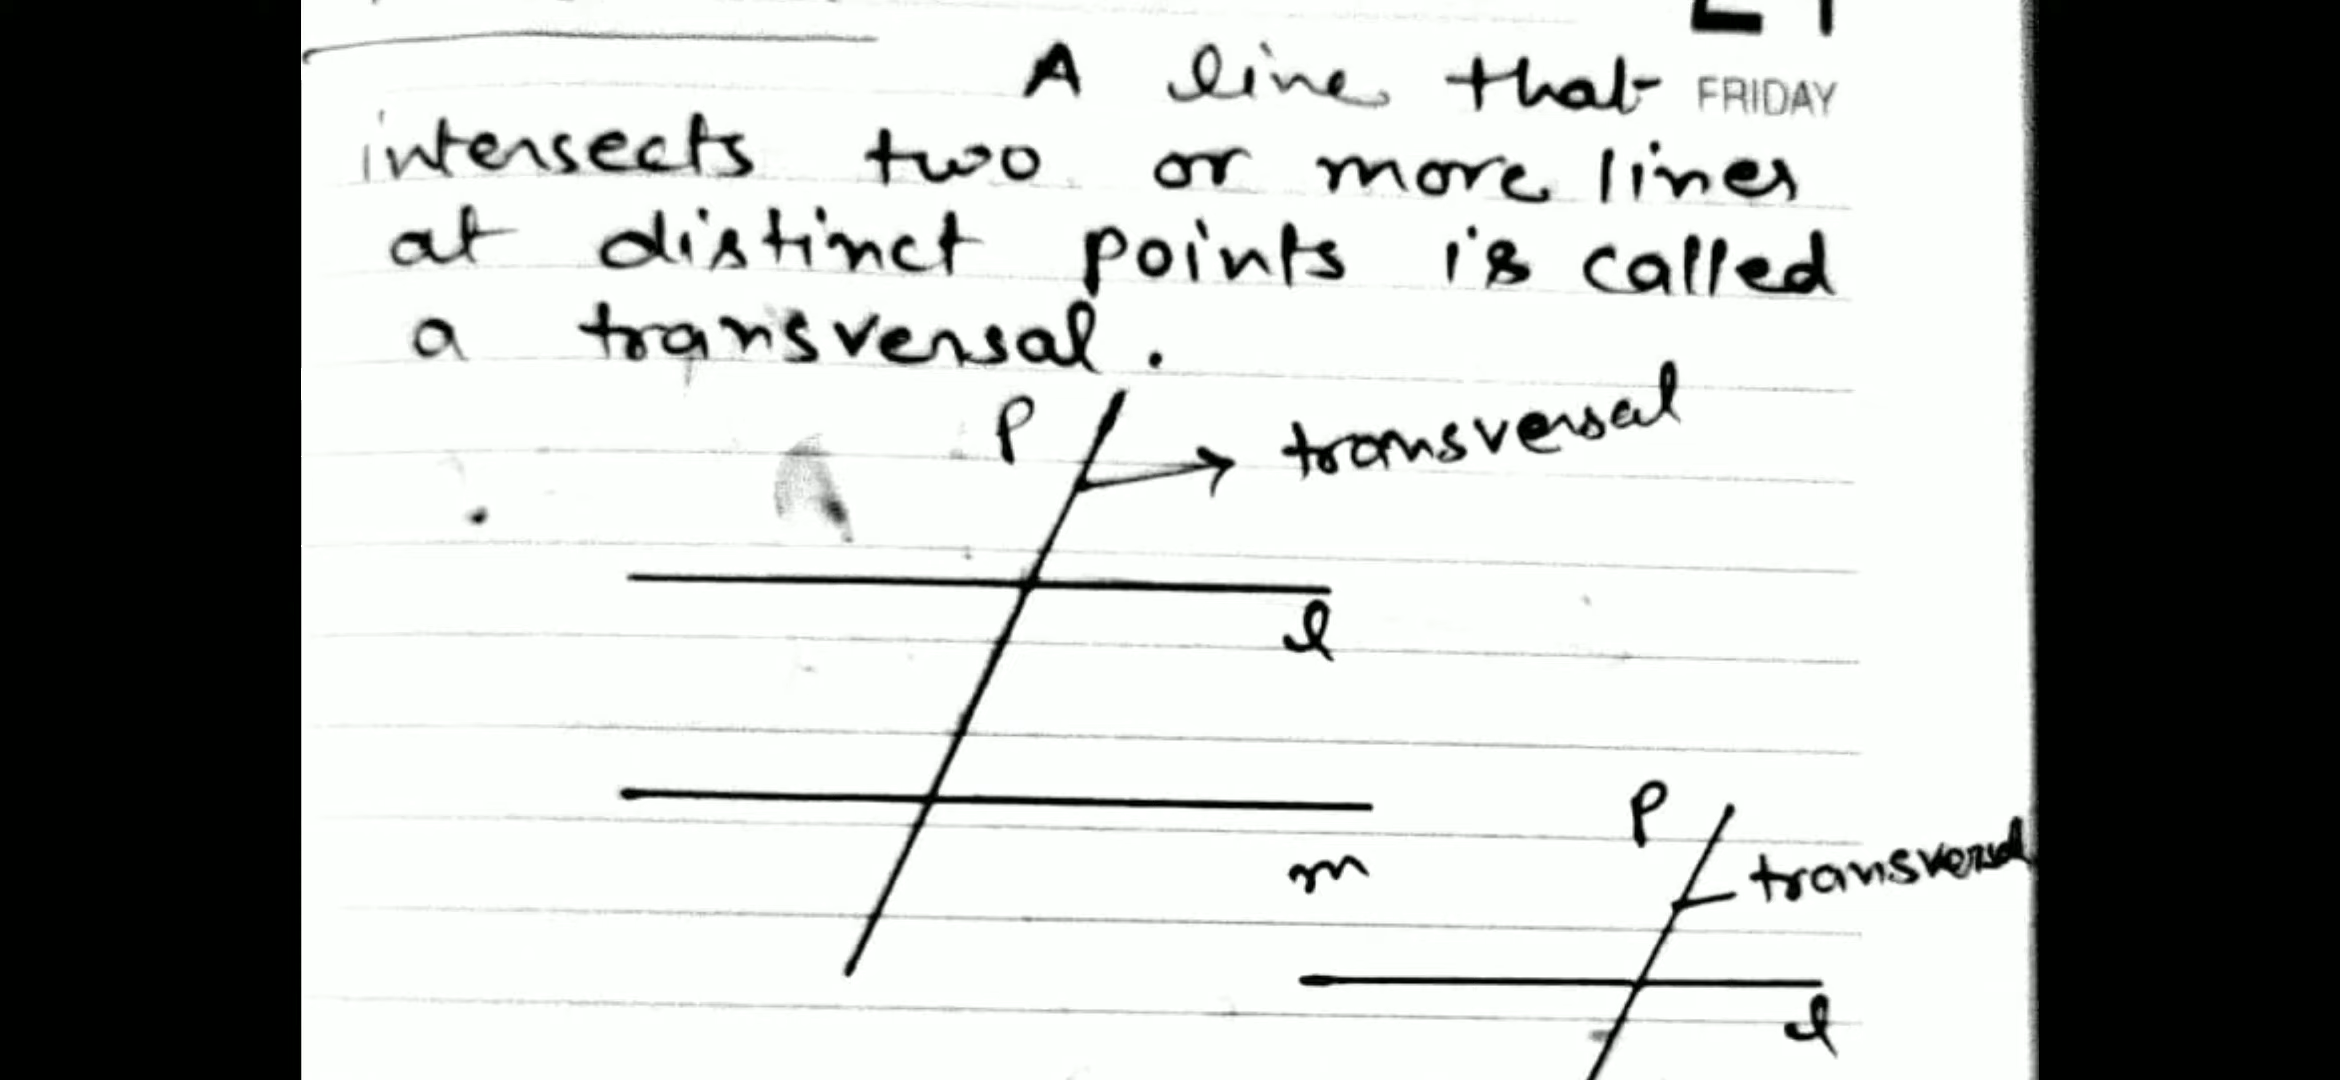 A line that FRIDAY
intersects two or more lines
at distinct points is called
a transversal.
P
transversal
l
m
P
transversal
l